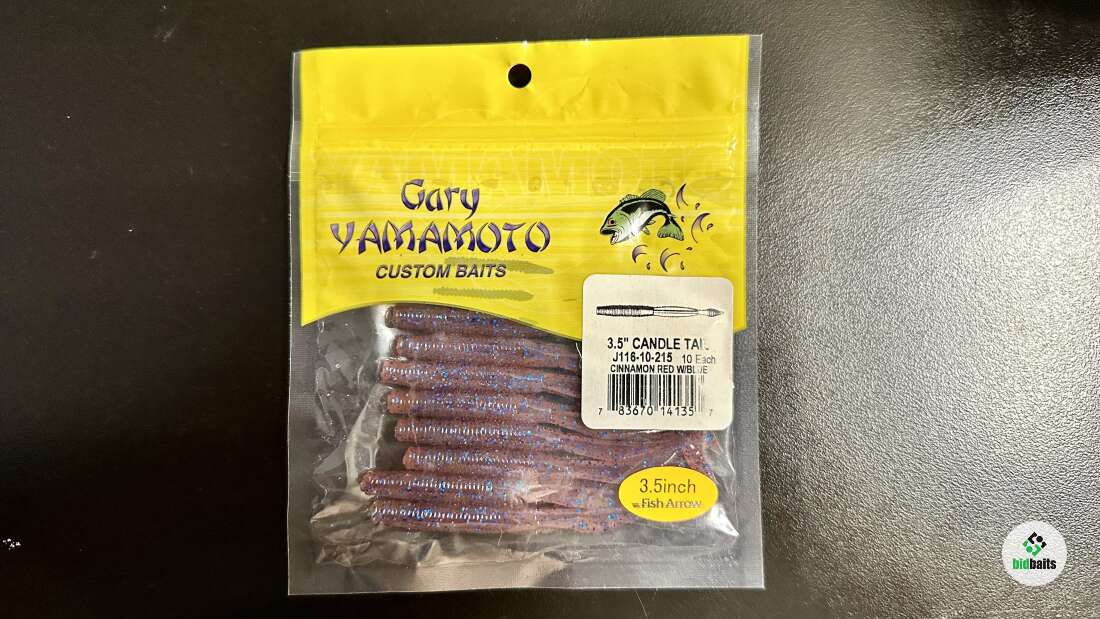 YAMAMOTO
Gary
YAMAMOTO
CUSTOM BAITS
3.5" CANDLE TAIL
J116-10-215 10 Each
CINNAMON RED W/BLUE
7 83670 14135 7
3.5inch
Fish Arrow
bidbaits